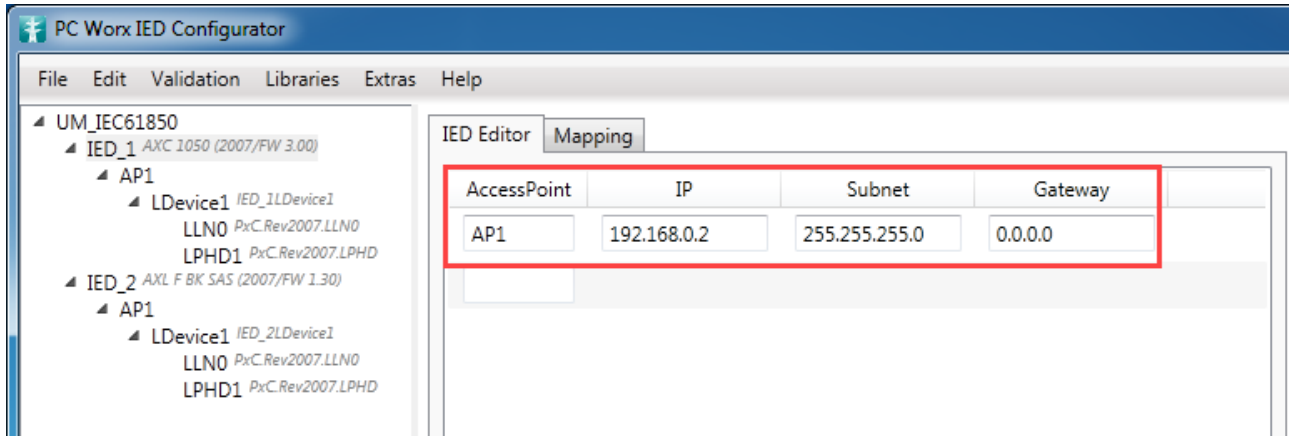 PC Worx IED Configurator
File Edit Validation Libraries Extras Help
UM_IEC61850
IED_1 AXC 1050 (2007/FW 3.00)
AP1
LDevice1 IED_1LDevice1
LLN0 PxC.Rev2007.LLN0
LPHD1 PxC.Rev2007.LPHD
IED_2 AXL F BK SAS (2007/FW 1.30)
AP1
LDevice1 IED_2LDevice1
LLN0 PxC.Rev2007.LLN0
LPHD1 PxC.Rev2007.LPHD
IED Editor Mapping
AccessPoint IP Subnet Gateway
AP1 192.168.0.2 255.255.255.0 0.0.0.0